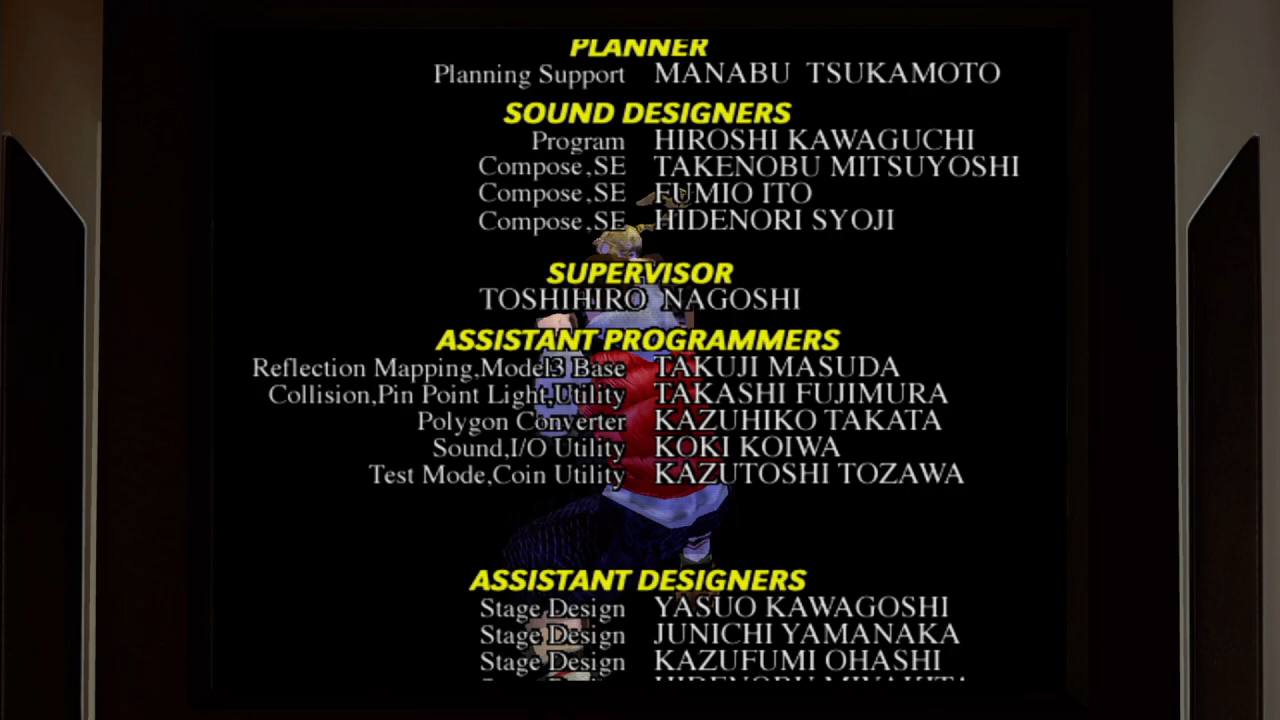 PLANNER
Planning Support MANABU TSUKAMOTO
SOUND DESIGNERS
Program HIROSHI KAWAGUCHI
Compose,SE TAKENOBU MITSUYOSHI
Compose,SE FUMIO ITO
Compose,SE HIDENORI SYOJI
SUPERVISOR
TOSHIHIRO NAGOSHI
ASSISTANT PROGRAMMERS
Reflection Mapping,Model3 Base TAKUJI MASUDA
Collision,Pin Point Light,Utility TAKASHI FUJIMURA
Polygon Converter KAZUHIKO TAKATA
Sound,I/O Utility KOKI KOIWA
Test Mode,Coin Utility KAZUTOSHI TOZAWA
ASSISTANT DESIGNERS
Stage Design YASUO KAWAGOSHI
Stage Design JUNICHI YAMANAKA
Stage Design KAZUFUMI OHASHI